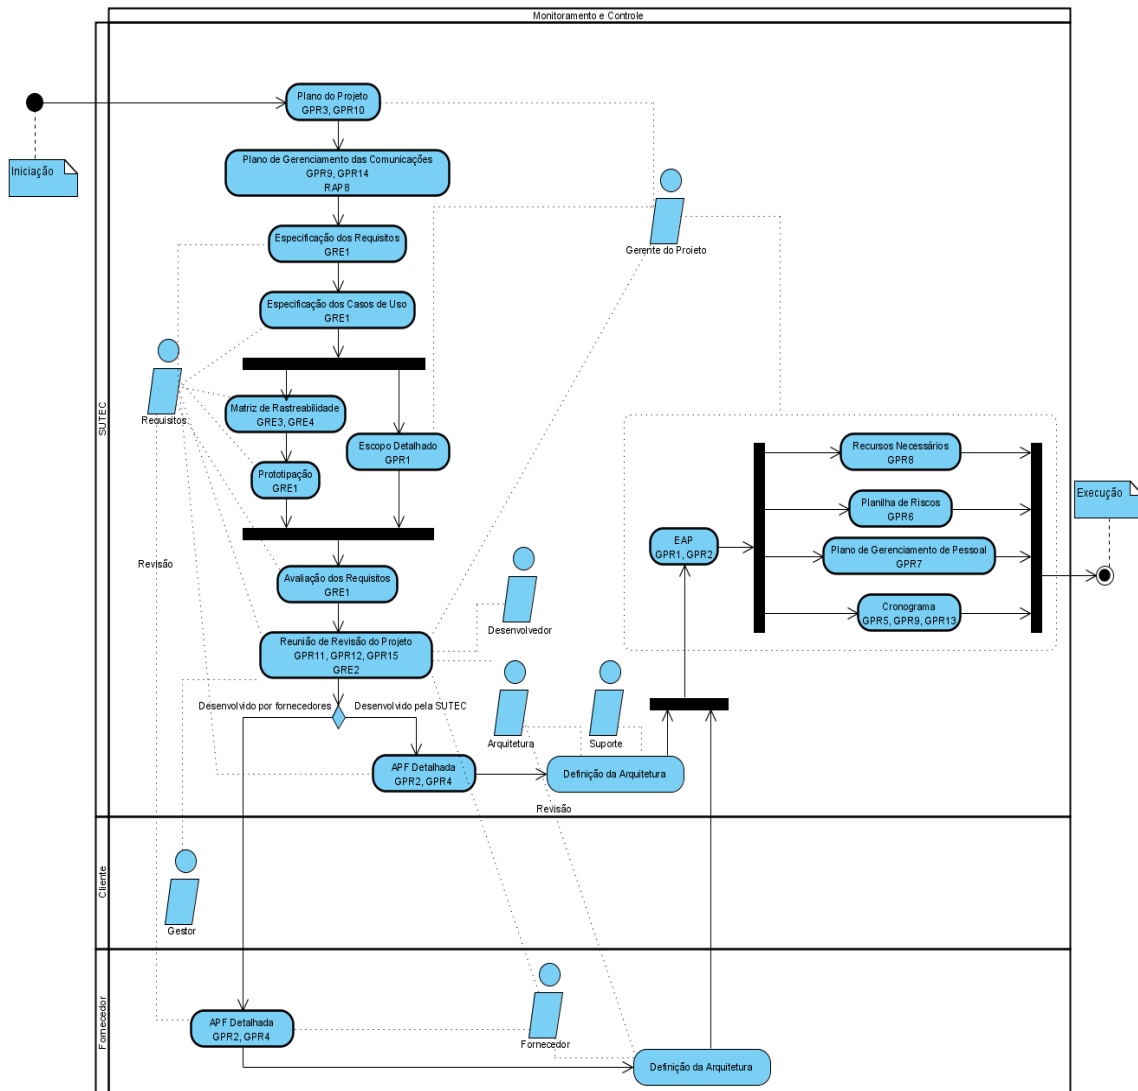 Monitoramento e Controle
Plano do Projeto
GPR3, GPR10
Iniciação
Plano de Gerenciamento das Comunicações
GPR9, GPR14
RAP8
Gerente do Projeto
Especificação dos Requisitos
GRE1
Especificação dos Casos de Uso
GRE1
SUTEC
Requisitos
Matriz de Rastreabilidade
GRE3, GRE4
Escopo Detalhado
GPR1
Prototipação
GRE1
Recursos Necessários
GPR8
Planilha de Riscos
GPR6
Execução
EAP
GPR1, GPR2
Plano de Gerenciamento de Pessoal
GPR7
Cronograma
GPR5, GPR9, GPR13
Revisão
Avaliação dos Requisitos
GRE1
Desenvolvedor
Reunião de Revisão do Projeto
GPR11, GPR12, GPR15
GRE2
Desenvolvido por fornecedores
Desenvolvido pela SUTEC
Arquitetura
Suporte
APF Detalhada
GPR2, GPR4
Definição da Arquitetura
Revisão
Cliente
Gestor
Fornecedor
APF Detalhada
GPR2, GPR4
Fornecedor
Definição da Arquitetura